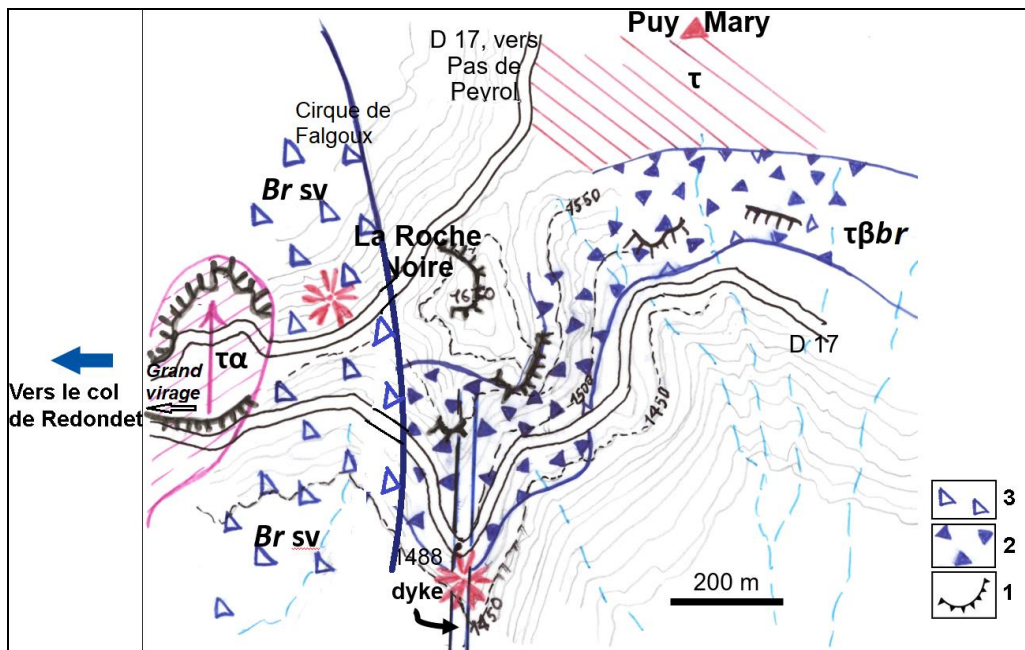 Puy Mary
D 17, vers
Pas de
Peyrol
τ
Cirque de
Falgoux
Br sv
1550
La Roche
Noire
τβbr
1630
τα
D 17
Grand
virage
Vers le col
de Redondet
1500
1450
3
Br sv
2
1488
200 m
dyke
1
1450